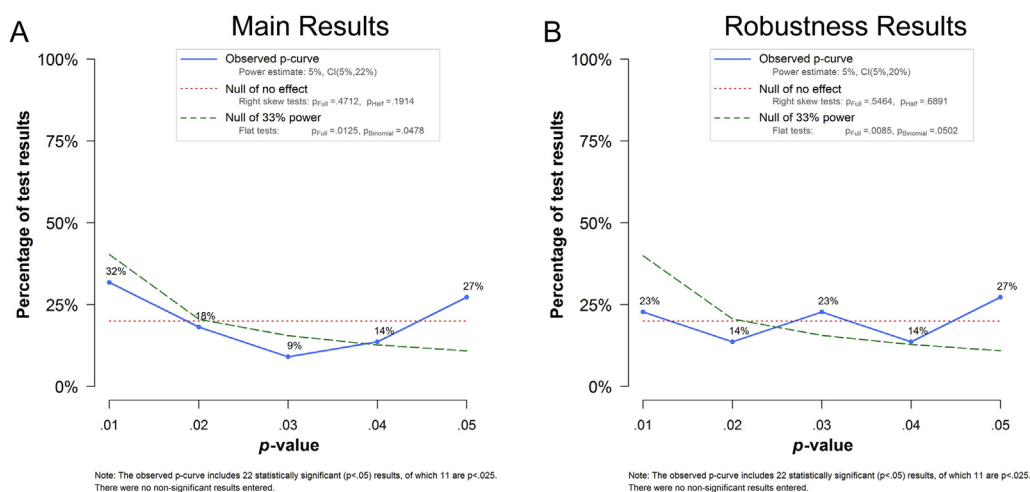 A
Main Results
Observed p-curve
Power estimate: 5%, CI(5%,22%)
Null of no effect
Right skew tests: pFull =.4712, pHalf =.1914
Null of 33% power
Flat tests: pFull =.0125, pBinomial =.0478
Percentage of test results
100%
75%
50%
25%
0%
32%
18%
9%
14%
27%
.01
.02
.03
.04
.05
p-value
Note: The observed p-curve includes 22 statistically significant (p<.05) results, of which 11 are p<.025.
There were no non-significant results entered.
B
Robustness Results
Observed p-curve
Power estimate: 5%, CI(5%,20%)
Null of no effect
Right skew tests: pFull =.5464, pHalf =.6891
Null of 33% power
Flat tests: pFull =.0085, pBinomial =.0502
Percentage of test results
100%
75%
50%
25%
0%
23%
14%
23%
14%
27%
.01
.02
.03
.04
.05
p-value
Note: The observed p-curve includes 22 statistically significant (p<.05) results, of which 11 are p<.025.
There were no non-significant results entered.